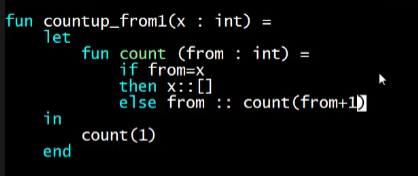 fun countup_from1(x : int) =
    let
        fun count (from : int) =
            if from=x
            then x::[]
            else from :: count(from+1)
    in
        count(1)
    end